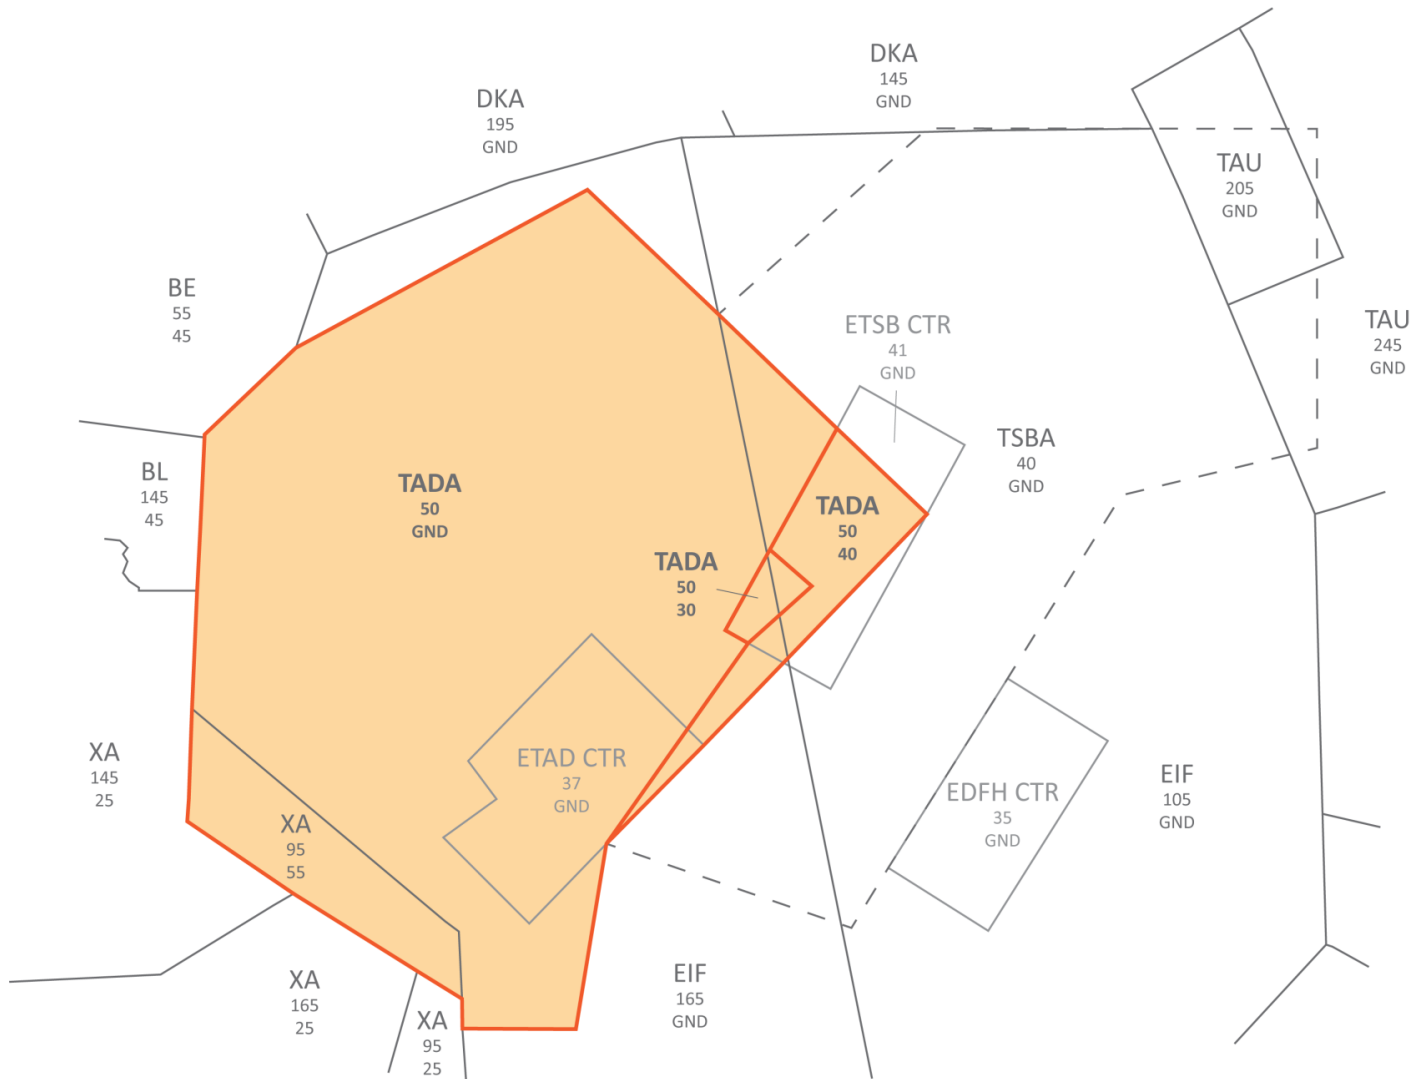 DKA
145
GND
DKA
195
GND
TAU
205
GND
BE
55
45
ETSB CTR
41
GND
TAU
245
GND
TSBA
40
GND
BL
145
45
TADA
50
GND
TADA
50
40
TADA
50
30
ETAD CTR
37
GND
XA
145
25
EDFH CTR
35
GND
EIF
105
GND
XA
95
55
XA
165
25
EIF
165
GND
XA
95
25